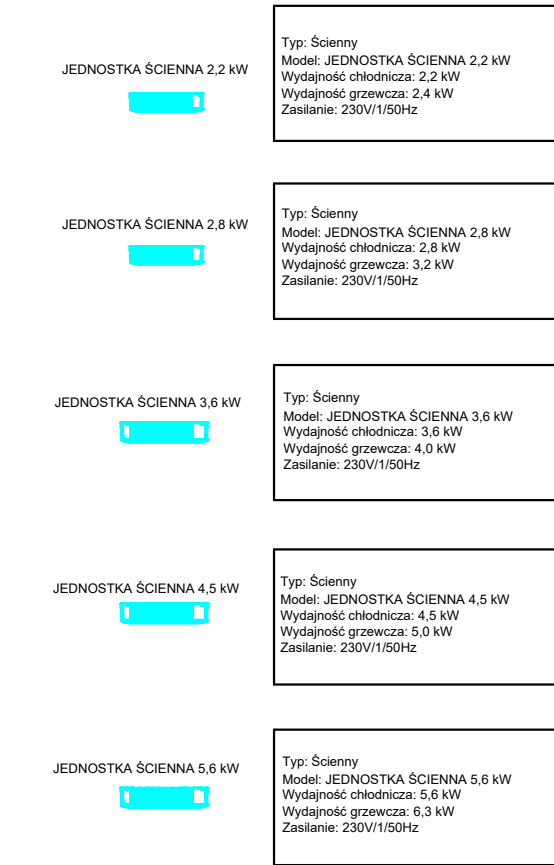 JEDNOSTKA ŚCIENNA 2,2 kW
Typ: Ścienny
Model: JEDNOSTKA ŚCIENNA 2,2 kW
Wydajność chłodnicza: 2,2 kW
Wydajność grzewcza: 2,4 kW
Zasilanie: 230V/1/50Hz
JEDNOSTKA ŚCIENNA 2,8 kW
Typ: Ścienny
Model: JEDNOSTKA ŚCIENNA 2,8 kW
Wydajność chłodnicza: 2,8 kW
Wydajność grzewcza: 3,2 kW
Zasilanie: 230V/1/50Hz
JEDNOSTKA ŚCIENNA 3,6 kW
Typ: Ścienny
Model: JEDNOSTKA ŚCIENNA 3,6 kW
Wydajność chłodnicza: 3,6 kW
Wydajność grzewcza: 4,0 kW
Zasilanie: 230V/1/50Hz
JEDNOSTKA ŚCIENNA 4,5 kW
Typ: Ścienny
Model: JEDNOSTKA ŚCIENNA 4,5 kW
Wydajność chłodnicza: 4,5 kW
Wydajność grzewcza: 5,0 kW
Zasilanie: 230V/1/50Hz
JEDNOSTKA ŚCIENNA 5,6 kW
Typ: Ścienny
Model: JEDNOSTKA ŚCIENNA 5,6 kW
Wydajność chłodnicza: 5,6 kW
Wydajność grzewcza: 6,3 kW
Zasilanie: 230V/1/50Hz